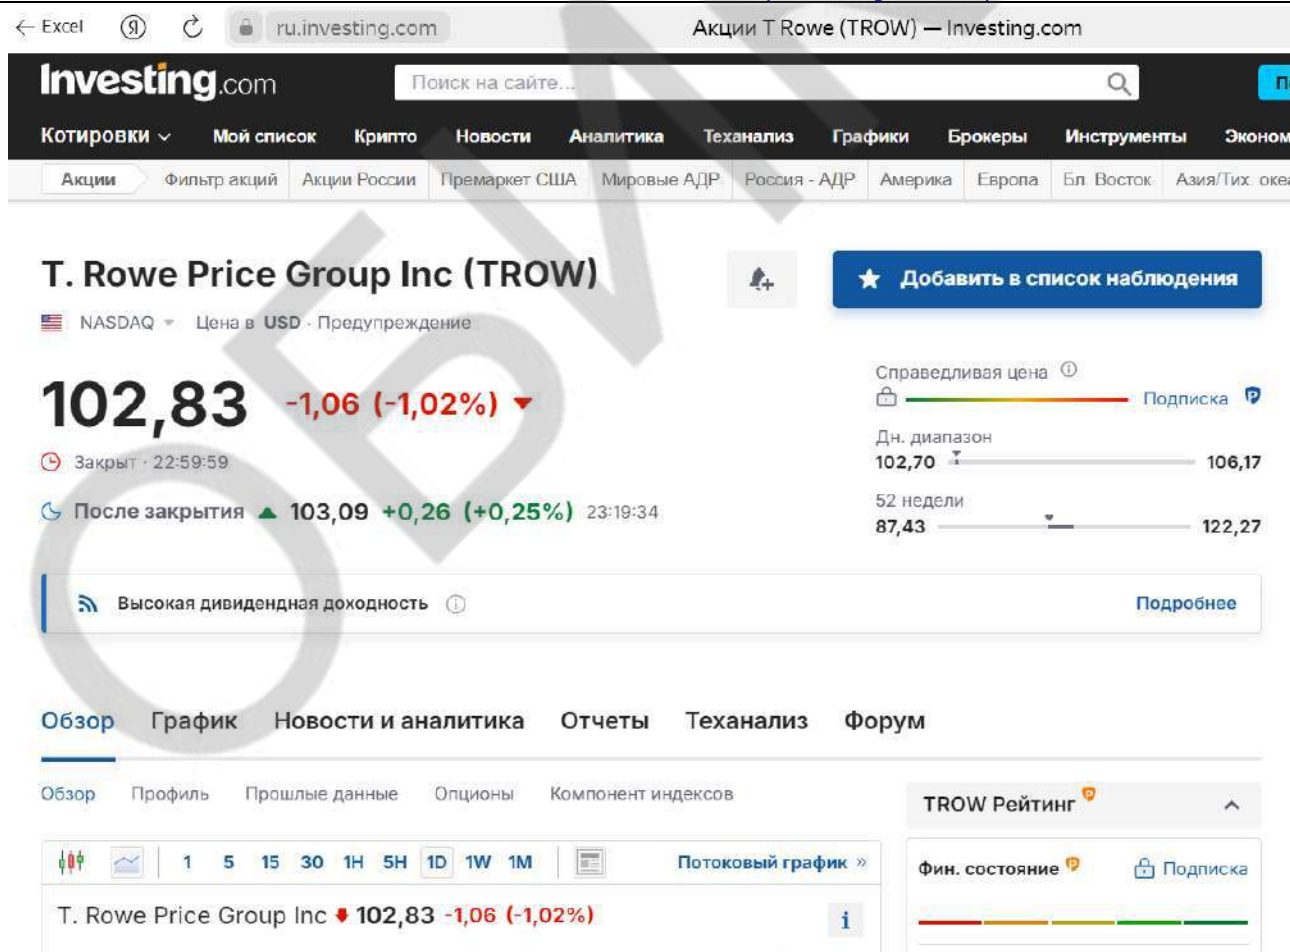 ← Excel Я ru.investing.com Акции T Rowe (TROW) — Investing.com
Investing.com Поиск на сайте...
Котировки Мой список Крипто Новости Аналитика Теханализ Графики Брокеры Инструменты Эконом
Акции Фильтр акций Акции России Премаркет США Мировые АДР Россия - АДР Америка Европа Бл. Восток Азия/Тих. оке
T. Rowe Price Group Inc (TROW)
Добавить в список наблюдения
NASDAQ Цена в USD · Предупреждение
Справедливая цена
102,83 -1,06 (-1,02%)
Подписка
Дн. диапазон
102,70 106,17
Закрыт · 22:59:59
52 недели
87,43 122,27
После закрытия 103,09 +0,26 (+0,25%) 23:19:34
Высокая дивидендная доходность Подробнее
Обзор График Новости и аналитика Отчеты Теханализ Форум
Обзор Профиль Прошлые данные Опционы Компонент индексов
TROW Рейтинг
1 5 15 30 1H 5H 1D 1W 1M Потоковый график »
Фин. состояние Подписка
T. Rowe Price Group Inc 102,83 -1,06 (-1,02%) i